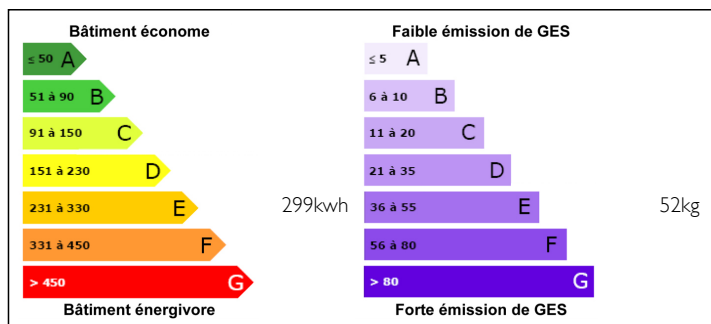 Bâtiment économe
≤ 50 A
51 à 90 B
91 à 150 C
151 à 230 D
231 à 330 E
299kwh
331 à 450 F
> 450 G
Bâtiment énergivore
Faible émission de GES
≤ 5 A
6 à 10 B
11 à 20 C
21 à 35 D
36 à 55 E
52kg
56 à 80 F
> 80 G
Forte émission de GES